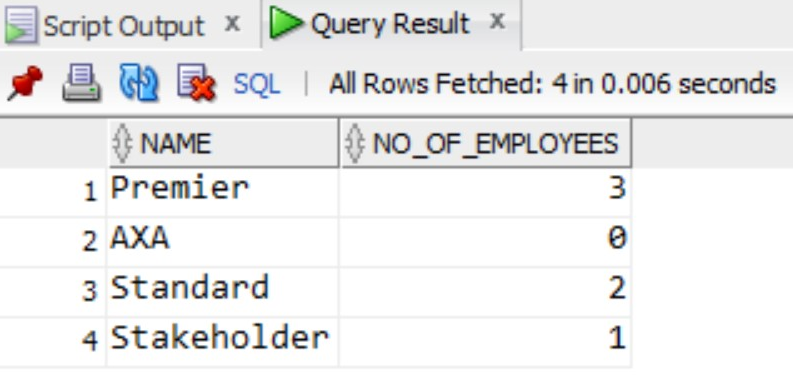 Script Output x Query Result x
SQL | All Rows Fetched: 4 in 0.006 seconds
NAME NO_OF_EMPLOYEES
1 Premier 3
2 AXA 0
3 Standard 2
4 Stakeholder 1